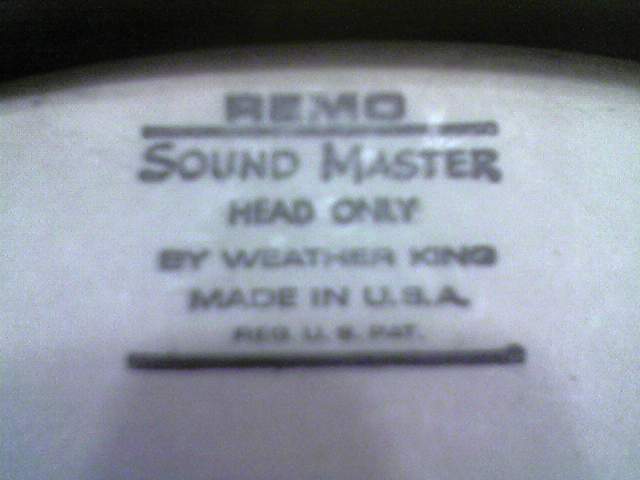 REMO
SOUND MASTER
HEAD ONLY
BY WEATHER KING
MADE IN U.S.A.
REG. U. S. PAT.